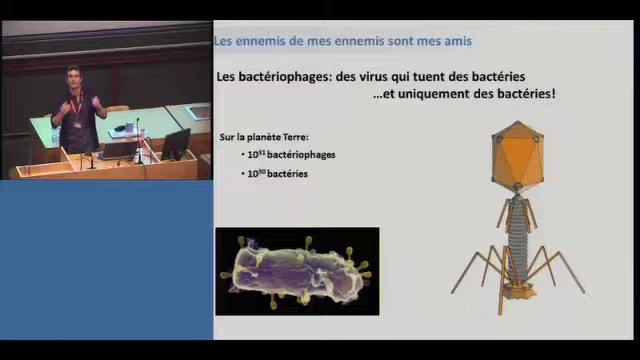 Les ennemis de mes ennemis sont mes amis
Les bactériophages: des virus qui tuent des bactéries
…et uniquement des bactéries!
Sur la planète Terre:
• 10³¹ bactériophages
• 10³⁰ bactéries